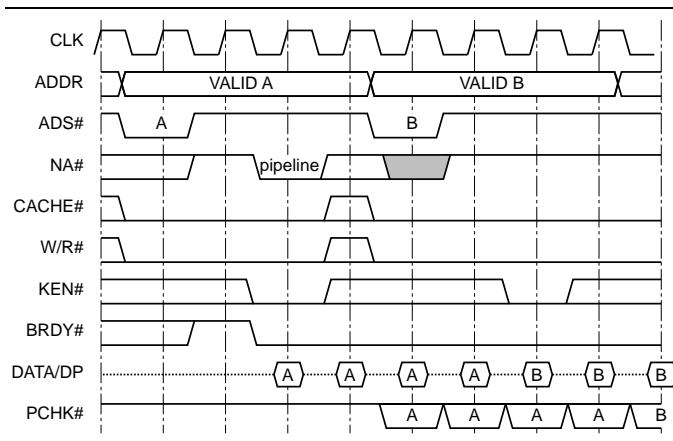 CLK
ADDR VALID A VALID B
ADS# A B
NA# pipeline
CACHE#
W/R#
KEN#
BRDY#
DATA/DP A A A A B B B
PCHK# A A A A B